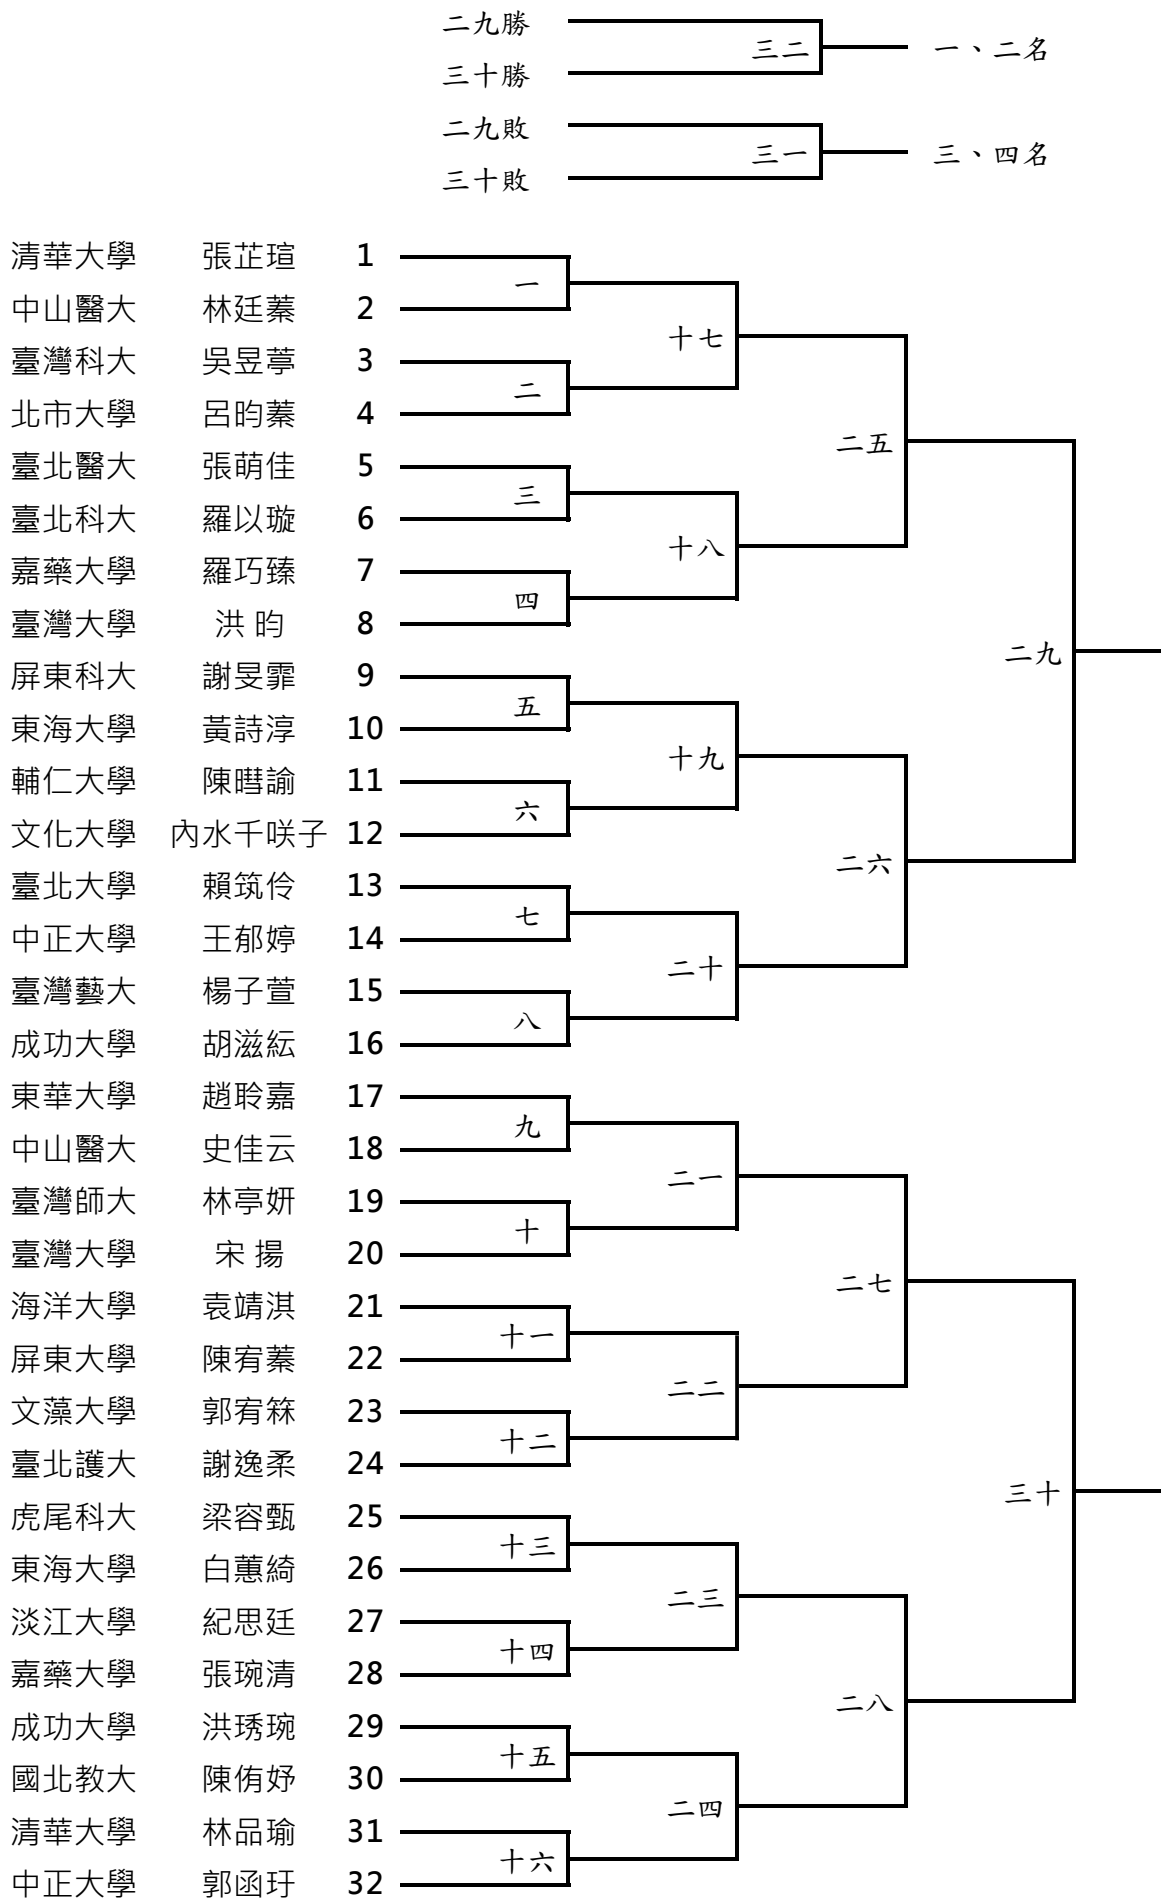 二九勝
三二 一、二名
三十勝
二九敗
三一 三、四名
三十敗
清華大學 張芷瑄 1
一
中山醫大 林廷蓁 2
十七
臺灣科大 吳昱葶 3
二
北市大學 呂昀蓁 4
二五
臺北醫大 張萌佳 5
三
臺北科大 羅以璇 6
十八
嘉藥大學 羅巧臻 7
四
臺灣大學 洪 昀 8
二九
屏東科大 謝旻霏 9
五
東海大學 黃詩淳 10
十九
輔仁大學 陳暳諭 11
六
文化大學 內水千咲子 12
二六
臺北大學 賴筑伶 13
七
中正大學 王郁婷 14
二十
臺灣藝大 楊子萱 15
八
成功大學 胡滋紜 16
東華大學 趙聆嘉 17
九
中山醫大 史佳云 18
二一
臺灣師大 林亭妍 19
十
臺灣大學 宋 揚 20
二七
海洋大學 袁靖淇 21
十一
屏東大學 陳宥蓁 22
二二
文藻大學 郭宥箖 23
十二
臺北護大 謝逸柔 24
三十
虎尾科大 梁容甄 25
十三
東海大學 白蕙綺 26
二三
淡江大學 紀思廷 27
十四
嘉藥大學 張琬清 28
二八
成功大學 洪琇琬 29
十五
國北教大 陳侑妤 30
二四
清華大學 林品瑜 31
十六
中正大學 郭函玗 32